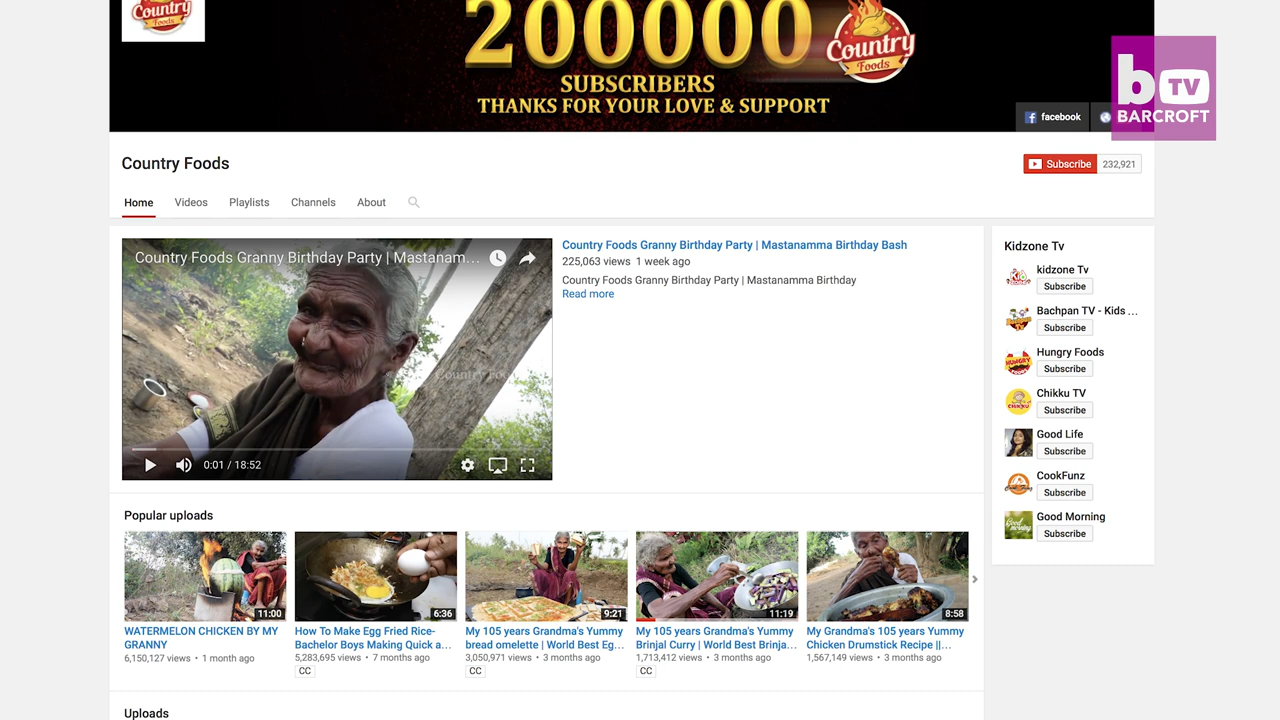 Country
Foods
200000
SUBSCRIBERS
THANKS FOR YOUR LOVE & SUPPORT
Country
Foods
facebook
b TV
BARCROFT
Country Foods
Subscribe 232,921
Home Videos Playlists Channels About
Country Foods Granny Birthday Party | Mastanam...
Country Foods
0:01 / 18:52
Country Foods Granny Birthday Party | Mastanamma Birthday Bash
225,063 views 1 week ago
Country Foods Granny Birthday Party | Mastanamma Birthday
Read more
Kidzone Tv
kidzone Tv
Subscribe
Bachpan TV - Kids ...
Subscribe
Hungry Foods
Subscribe
Chikku TV
Subscribe
Good Life
Subscribe
CookFunz
Subscribe
Good Morning
Subscribe
Popular uploads
11:00
WATERMELON CHICKEN BY MY
GRANNY
6,150,127 views • 1 month ago
6:36
How To Make Egg Fried Rice-
Bachelor Boys Making Quick a...
5,283,695 views • 7 months ago
CC
9:21
My 105 years Grandma's Yummy
bread omelette | World Best Eg...
3,050,971 views • 3 months ago
CC
11:19
My 105 years Grandma's Yummy
Brinjal Curry | World Best Brinja...
1,713,412 views • 3 months ago
CC
8:58
My Grandma's 105 years Yummy
Chicken Drumstick Recipe ||...
1,567,149 views • 3 months ago
Uploads